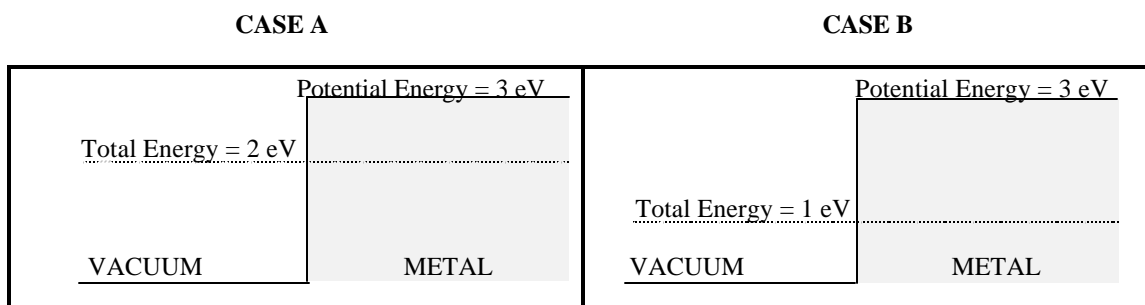 CASE A
CASE B
Potential Energy = 3 eV
Total Energy = 2 eV
VACUUM METAL
Potential Energy = 3 eV
Total Energy = 1 eV
VACUUM METAL